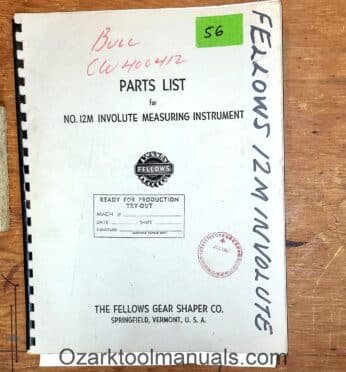 BULL
CW400412
56
PARTS LIST
for
NO. 12M INVOLUTE MEASURING INSTRUMENT
FELLOWS
READY FOR PRODUCTION
TRY-OUT
MACH #
DATE SHIFT
SIGNATURE
THE FELLOWS GEAR SHAPER CO.
SPRINGFIELD, VERMONT, U. S. A.
FELLOWS 12M INVOLUTE
Ozarktoolmanuals.com